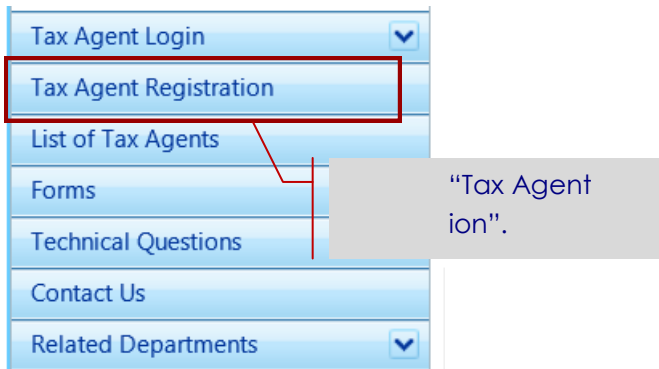 Tax Agent Login
Tax Agent Registration
List of Tax Agents
Forms
“Tax Agent
ion”.
Technical Questions
Contact Us
Related Departments